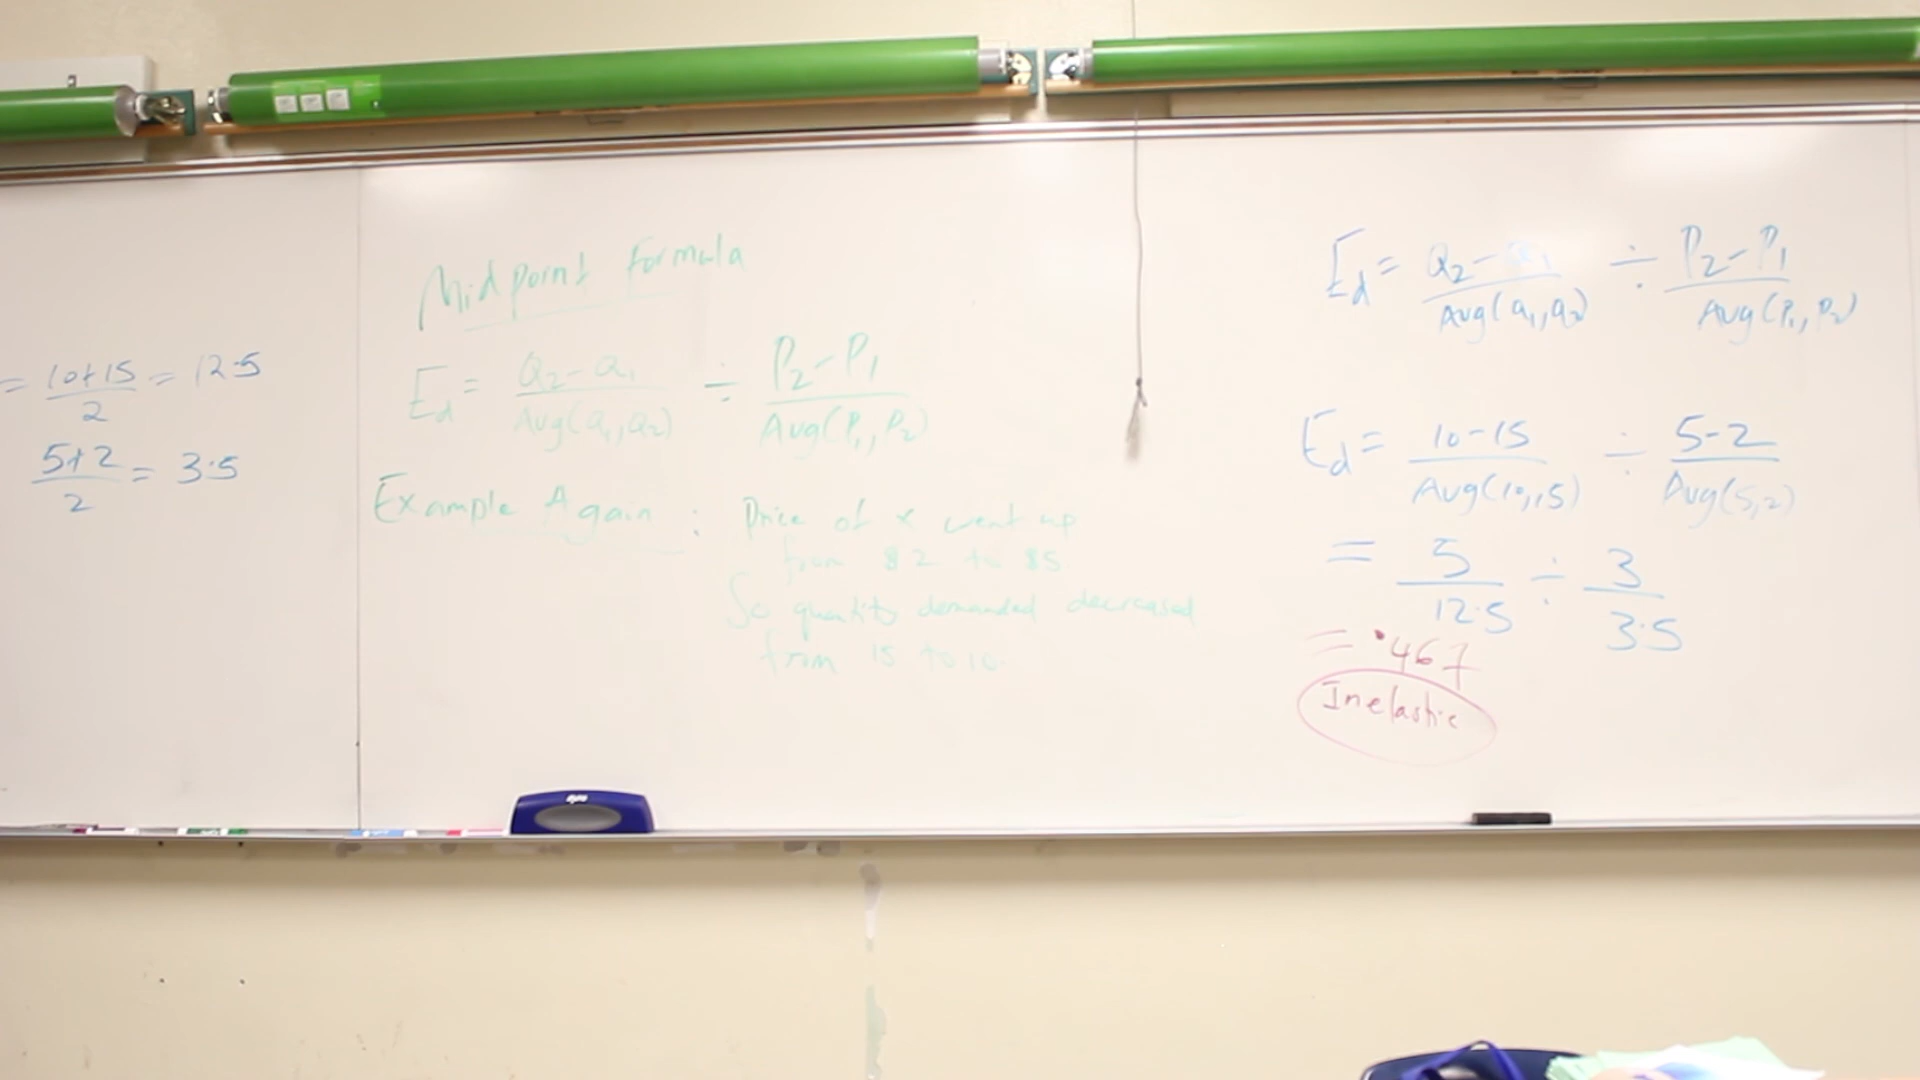 = 10+15/2 = 12.5
5+2/2 = 3.5
Midpoint formula
Ed = Q2-Q1/Avg(Q1,Q2) ÷ P2-P1/Avg(P1,P2)
Example Again : Price of x went up
from $2 to $5
So quantity demanded decreased
from 15 to 10.
Ed = Q2-Q1/Avg(Q1,Q2) ÷ P2-P1/Avg(P1,P2)
Ed = 10-15/Avg(10,15) ÷ 5-2/Avg(5,2)
= 5/12.5 ÷ 3/3.5
= .467
Inelastic